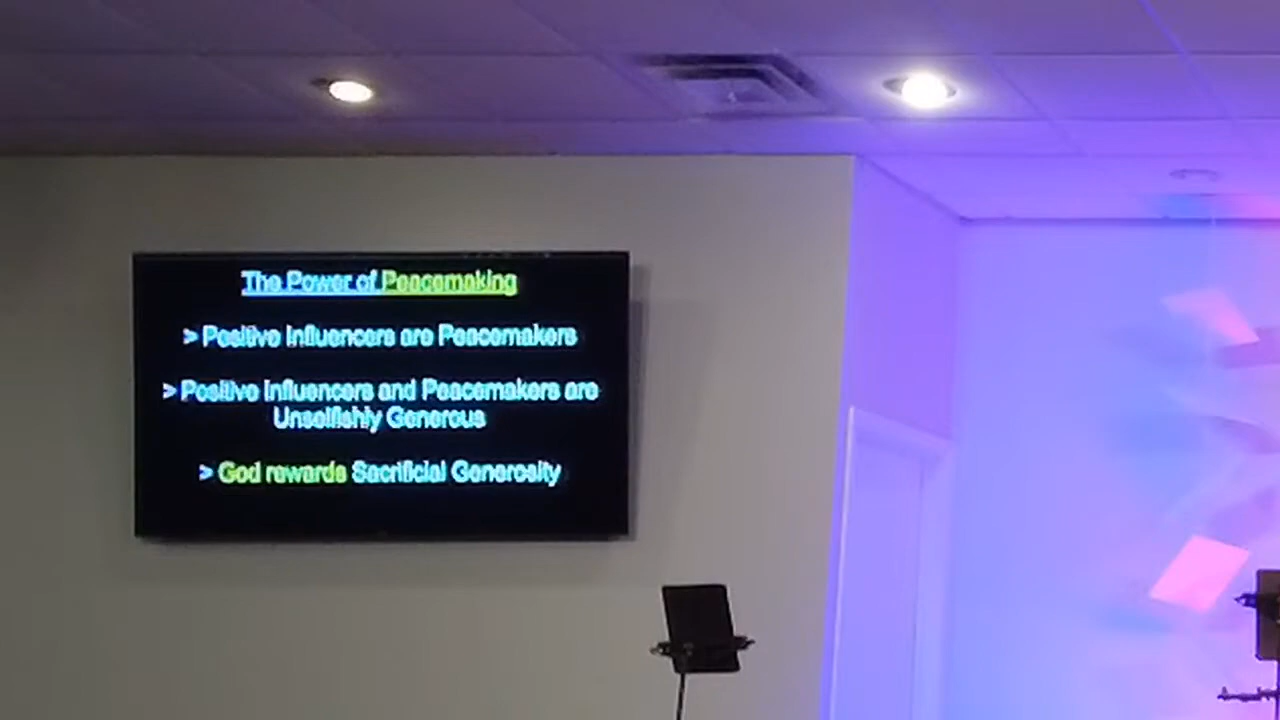 The Power of Peacemaking
> Positive Influencers are Peacemakers
> Positive Influencers and Peacemakers are
Unselfishly Generous
> God rewards Sacrificial Generosity